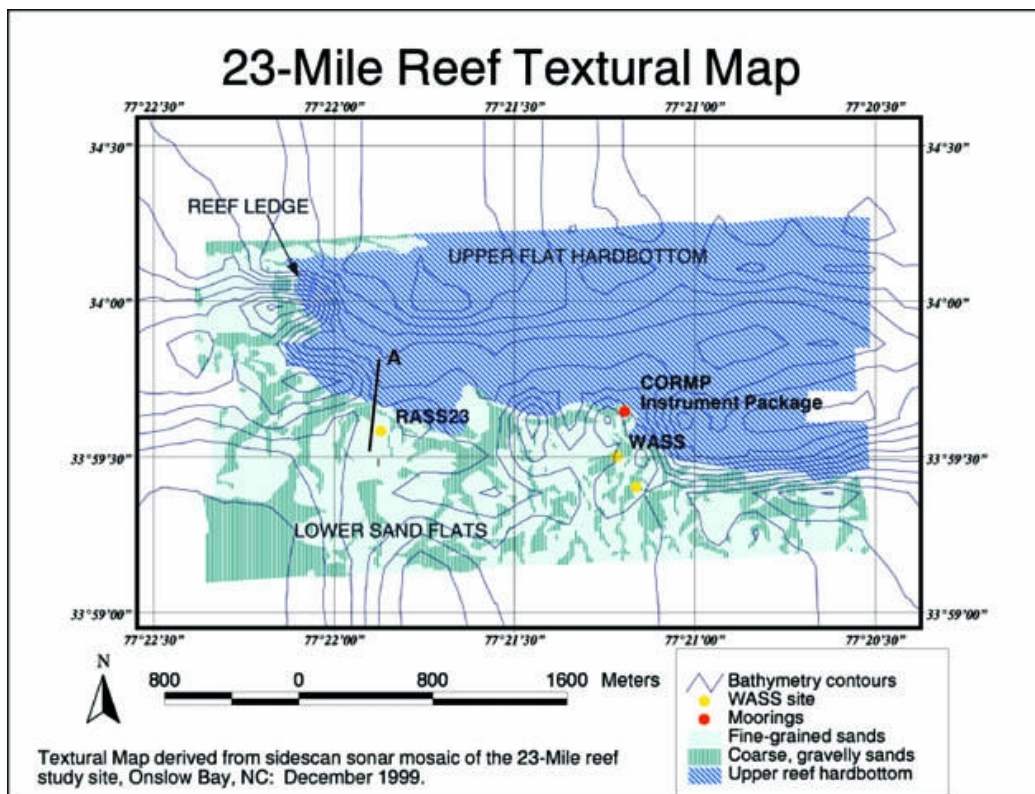 23-Mile Reef Textural Map
77°22'30" 77°22'00" 77°21'30" 77°21'00" 77°20'30"
34°30" 34°30"
REEF LEDGE
UPPER FLAT HARDBOTTOM
34°00" 34°00"
A
CORMP
Instrument Package
RASS23
WASS
33°59'30" 33°59'30"
LOWER SAND FLATS
33°59'00" 33°59'00"
77°22'30" 77°22'00" 77°21'30" 77°21'00" 77°20'30"
N
800 0 800 1600 Meters
Bathymetry contours
WASS site
Moorings
Fine-grained sands
Coarse, gravelly sands
Upper reef hardbottom
Textural Map derived from sidescan sonar mosaic of the 23-Mile reef
study site, Onslow Bay, NC: December 1999.